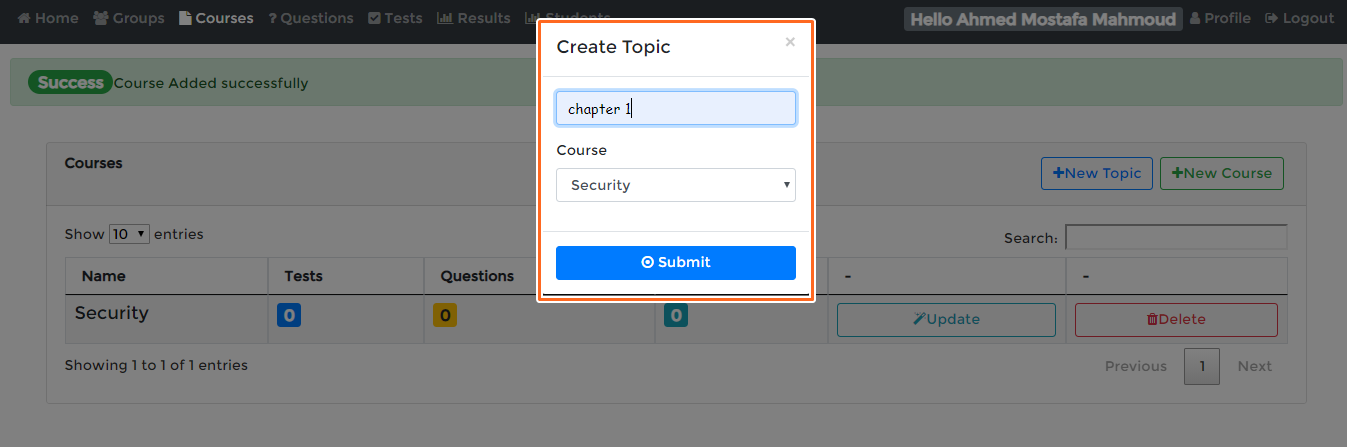 Home Groups Courses ? Questions Tests Results Students Hello Ahmed Mostafa Mahmoud Profile Logout
Success Course Added successfully
Create Topic ×
chapter 1
Course
Security
Submit
Courses +New Topic +New Course
Show 10 entries Search:
Name Tests Questions - -
Security 0 0 0 Update Delete
Showing 1 to 1 of 1 entries Previous 1 Next